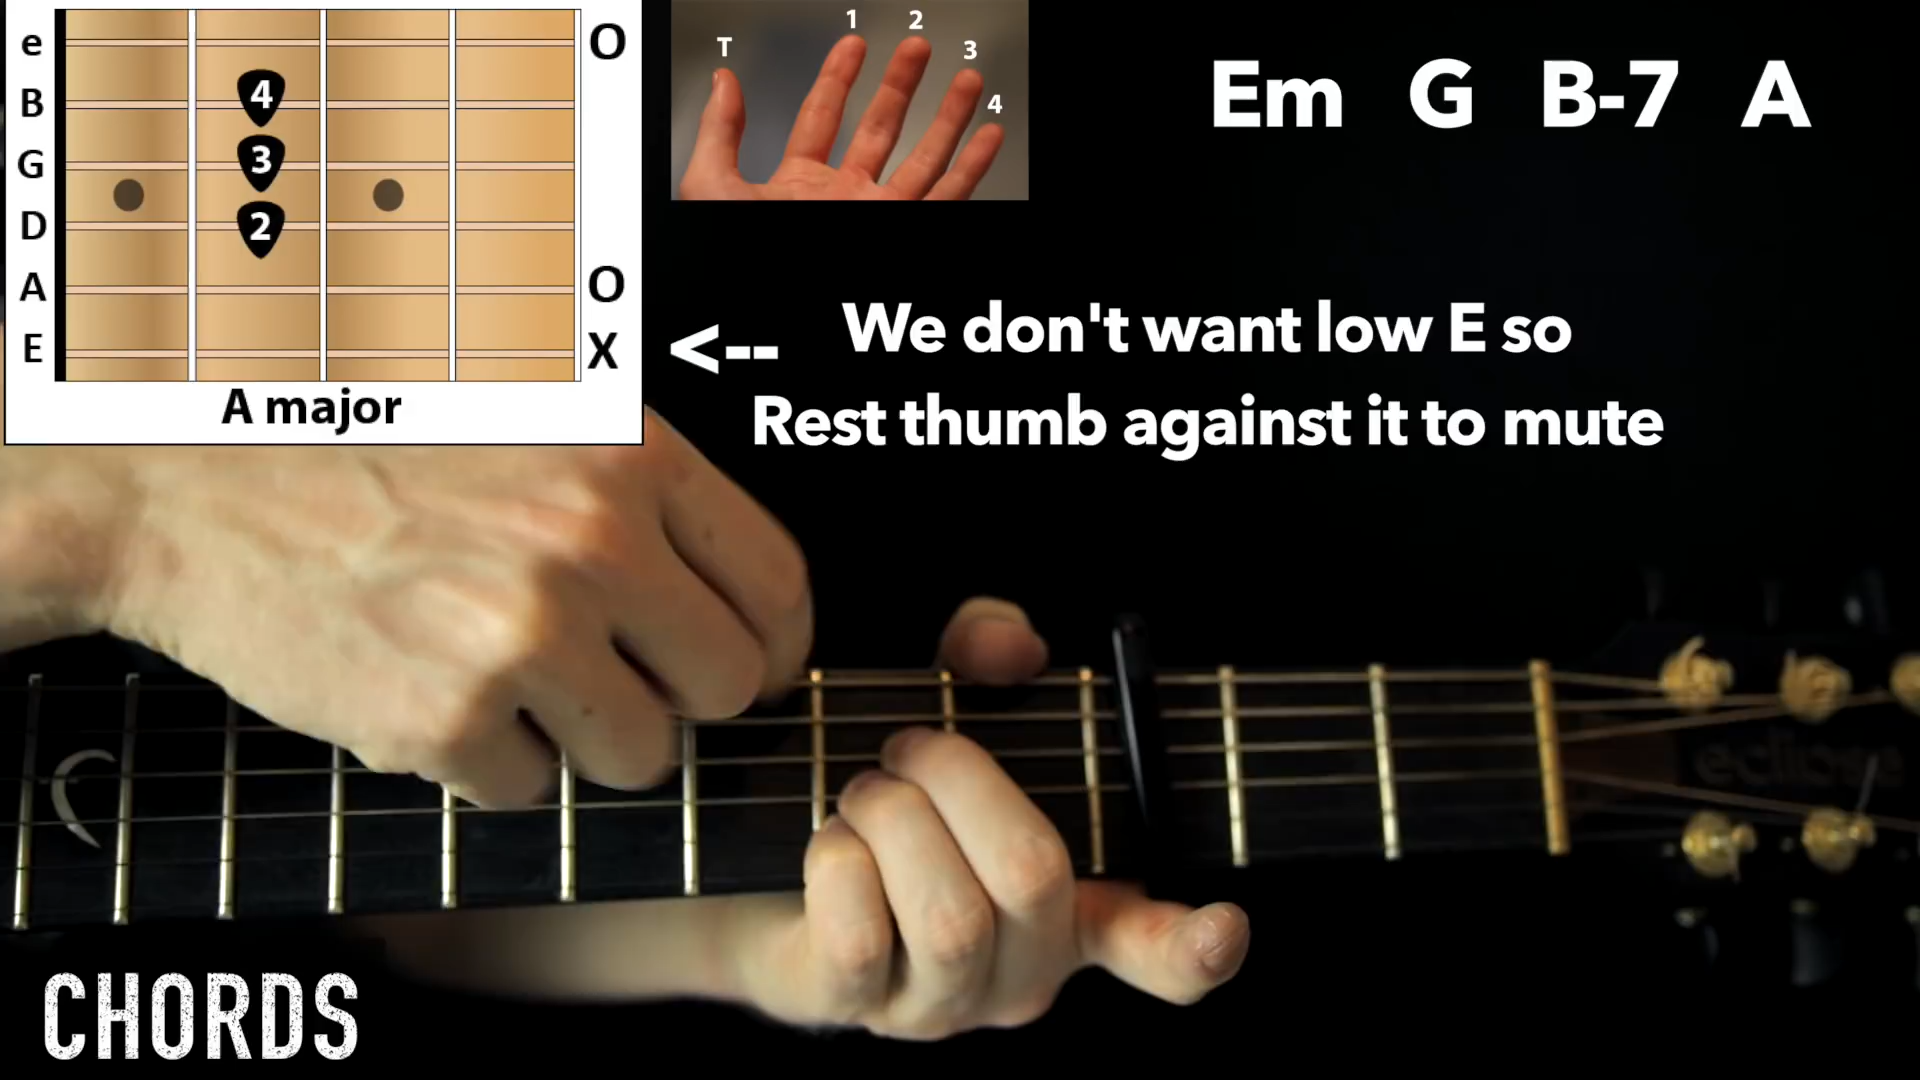 e
B
G
D
A
E
4
3
2
O
O
X
A major
T
1
2
3
4
Em G B-7 A
<-- We don't want low E so
Rest thumb against it to mute
eclipse
CHORDS